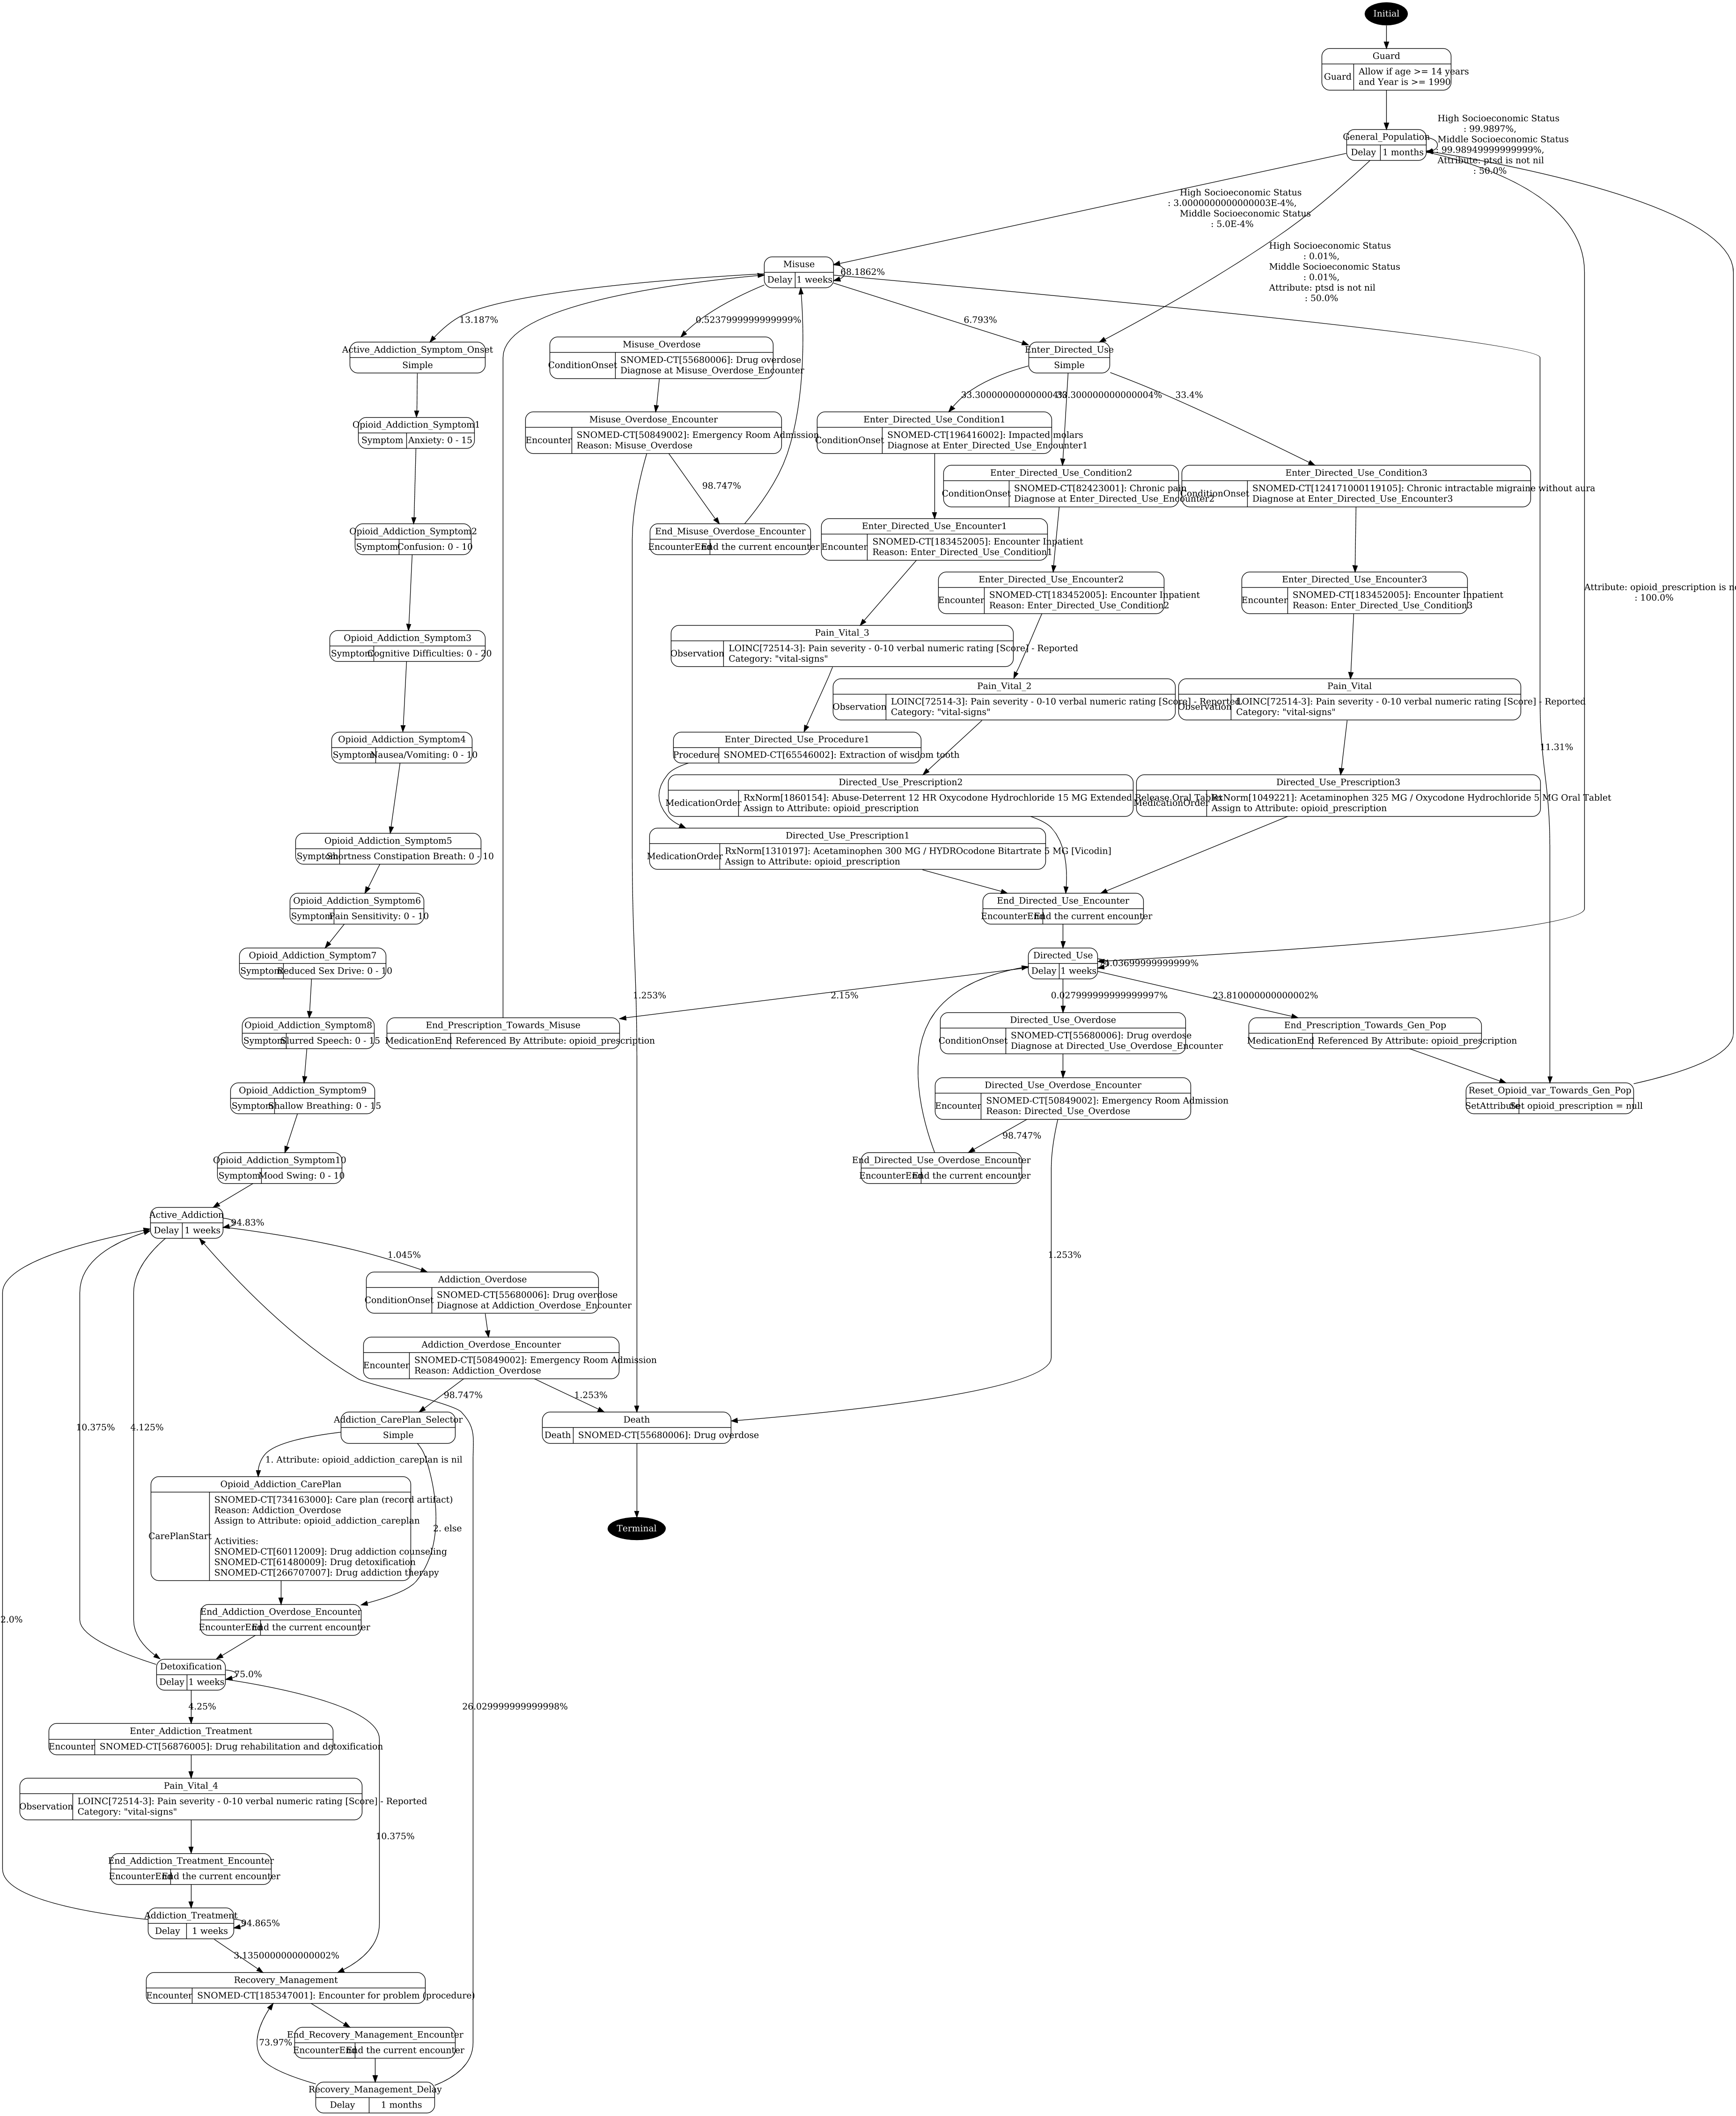 Initial
Guard
Guard
Allow if age >= 14 years
and Year is >= 1990
General_Population
Delay
1 months
High Socioeconomic Status
: 99.9897%,
Middle Socioeconomic Status
: 99.98949999999999%,
Attribute: ptsd is not nil
: 50.0%
High Socioeconomic Status
: 3.0000000000000003E-4%,
Middle Socioeconomic Status
: 5.0E-4%
High Socioeconomic Status
: 0.01%,
Middle Socioeconomic Status
: 0.01%,
Attribute: ptsd is not nil
: 50.0%
Misuse
Delay
1 weeks
68.1862%
13.187%
0.5237999999999999%
6.793%
Active_Addiction_Symptom_Onset
Simple
Misuse_Overdose
ConditionOnset
SNOMED-CT[55680006]: Drug overdose
Diagnose at Misuse_Overdose_Encounter
Enter_Directed_Use
Simple
33.300000000000004%
33.300000000000004%
33.4%
Opioid_Addiction_Symptom1
Symptom
Anxiety: 0 - 15
Misuse_Overdose_Encounter
Encounter
SNOMED-CT[50849002]: Emergency Room Admission
Reason: Misuse_Overdose
Enter_Directed_Use_Condition1
ConditionOnset
SNOMED-CT[196416002]: Impacted molars
Diagnose at Enter_Directed_Use_Encounter1
Enter_Directed_Use_Condition2
ConditionOnset
SNOMED-CT[82423001]: Chronic pain
Diagnose at Enter_Directed_Use_Encounter2
Enter_Directed_Use_Condition3
ConditionOnset
SNOMED-CT[124171000119105]: Chronic intractable migraine without aura
Diagnose at Enter_Directed_Use_Encounter3
98.747%
Opioid_Addiction_Symptom2
Symptom
Confusion: 0 - 10
End_Misuse_Overdose_Encounter
EncounterEnd
End the current encounter
Enter_Directed_Use_Encounter1
Encounter
SNOMED-CT[183452005]: Encounter Inpatient
Reason: Enter_Directed_Use_Condition1
Enter_Directed_Use_Encounter2
Encounter
SNOMED-CT[183452005]: Encounter Inpatient
Reason: Enter_Directed_Use_Condition2
Enter_Directed_Use_Encounter3
Encounter
SNOMED-CT[183452005]: Encounter Inpatient
Reason: Enter_Directed_Use_Condition3
Attribute: opioid_prescription is
: 100.0%
Opioid_Addiction_Symptom3
Symptom
Cognitive Difficulties: 0 - 20
Pain_Vital_3
Observation
LOINC[72514-3]: Pain severity - 0-10 verbal numeric rating [Score] - Reported
Category: "vital-signs"
Pain_Vital_2
Observation
LOINC[72514-3]: Pain severity - 0-10 verbal numeric rating [Score] - Reported
Category: "vital-signs"
Pain_Vital
Observation
LOINC[72514-3]: Pain severity - 0-10 verbal numeric rating [Score] - Reported
Category: "vital-signs"
Opioid_Addiction_Symptom4
Symptom
Nausea/Vomiting: 0 - 10
Enter_Directed_Use_Procedure1
Procedure
SNOMED-CT[65546002]: Extraction of wisdom tooth
11.31%
Directed_Use_Prescription2
MedicationOrder
RxNorm[1860154]: Abuse-Deterrent 12 HR Oxycodone Hydrochloride 15 MG Extended Release Oral Tablet
Assign to Attribute: opioid_prescription
Directed_Use_Prescription3
MedicationOrder
RxNorm[1049221]: Acetaminophen 325 MG / Oxycodone Hydrochloride 5 MG Oral Tablet
Assign to Attribute: opioid_prescription
Opioid_Addiction_Symptom5
Symptom
Shortness Constipation Breath: 0 - 10
Directed_Use_Prescription1
MedicationOrder
RxNorm[1310197]: Acetaminophen 300 MG / HYDROcodone Bitartrate 5 MG [Vicodin]
Assign to Attribute: opioid_prescription
Opioid_Addiction_Symptom6
Symptom
Pain Sensitivity: 0 - 10
End_Directed_Use_Encounter
EncounterEnd
End the current encounter
Opioid_Addiction_Symptom7
Symptom
Reduced Sex Drive: 0 - 10
Directed_Use
Delay
1 weeks
74.03699999999999%
1.253%
2.15%
0.027999999999999997%
23.810000000000002%
Opioid_Addiction_Symptom8
Symptom
Slurred Speech: 0 - 15
End_Prescription_Towards_Misuse
MedicationEnd
Referenced By Attribute: opioid_prescription
Directed_Use_Overdose
ConditionOnset
SNOMED-CT[55680006]: Drug overdose
Diagnose at Directed_Use_Overdose_Encounter
End_Prescription_Towards_Gen_Pop
MedicationEnd
Referenced By Attribute: opioid_prescription
Opioid_Addiction_Symptom9
Symptom
Shallow Breathing: 0 - 15
Directed_Use_Overdose_Encounter
Encounter
SNOMED-CT[50849002]: Emergency Room Admission
Reason: Directed_Use_Overdose
Reset_Opioid_var_Towards_Gen_Pop
SetAttribute
Set opioid_prescription = null
98.747%
Opioid_Addiction_Symptom10
Symptom
Mood Swing: 0 - 10
End_Directed_Use_Overdose_Encounter
EncounterEnd
End the current encounter
Active_Addiction
Delay
1 weeks
94.83%
1.045%
1.253%
Addiction_Overdose
ConditionOnset
SNOMED-CT[55680006]: Drug overdose
Diagnose at Addiction_Overdose_Encounter
Addiction_Overdose_Encounter
Encounter
SNOMED-CT[50849002]: Emergency Room Admission
Reason: Addiction_Overdose
98.747%
1.253%
10.375%
4.125%
Addiction_CarePlan_Selector
Simple
Death
Death
SNOMED-CT[55680006]: Drug overdose
1. Attribute: opioid_addiction_careplan is nil
Opioid_Addiction_CarePlan
CarePlanStart
SNOMED-CT[734163000]: Care plan (record artifact)
Reason: Addiction_Overdose
Assign to Attribute: opioid_addiction_careplan
Activities:
SNOMED-CT[60112009]: Drug addiction counseling
SNOMED-CT[61480009]: Drug detoxification
SNOMED-CT[266707007]: Drug addiction therapy
2. else
Terminal
End_Addiction_Overdose_Encounter
EncounterEnd
End the current encounter
2.0%
Detoxification
Delay
1 weeks
75.0%
4.25%
26.029999999999998%
Enter_Addiction_Treatment
Encounter
SNOMED-CT[56876005]: Drug rehabilitation and detoxification
Pain_Vital_4
Observation
LOINC[72514-3]: Pain severity - 0-10 verbal numeric rating [Score] - Reported
Category: "vital-signs"
10.375%
End_Addiction_Treatment_Encounter
EncounterEnd
End the current encounter
Addiction_Treatment
Delay
1 weeks
94.865%
3.1350000000000002%
Recovery_Management
Encounter
SNOMED-CT[185347001]: Encounter for problem (procedure)
End_Recovery_Management_Encounter
EncounterEnd
End the current encounter
73.97%
Recovery_Management_Delay
Delay
1 months